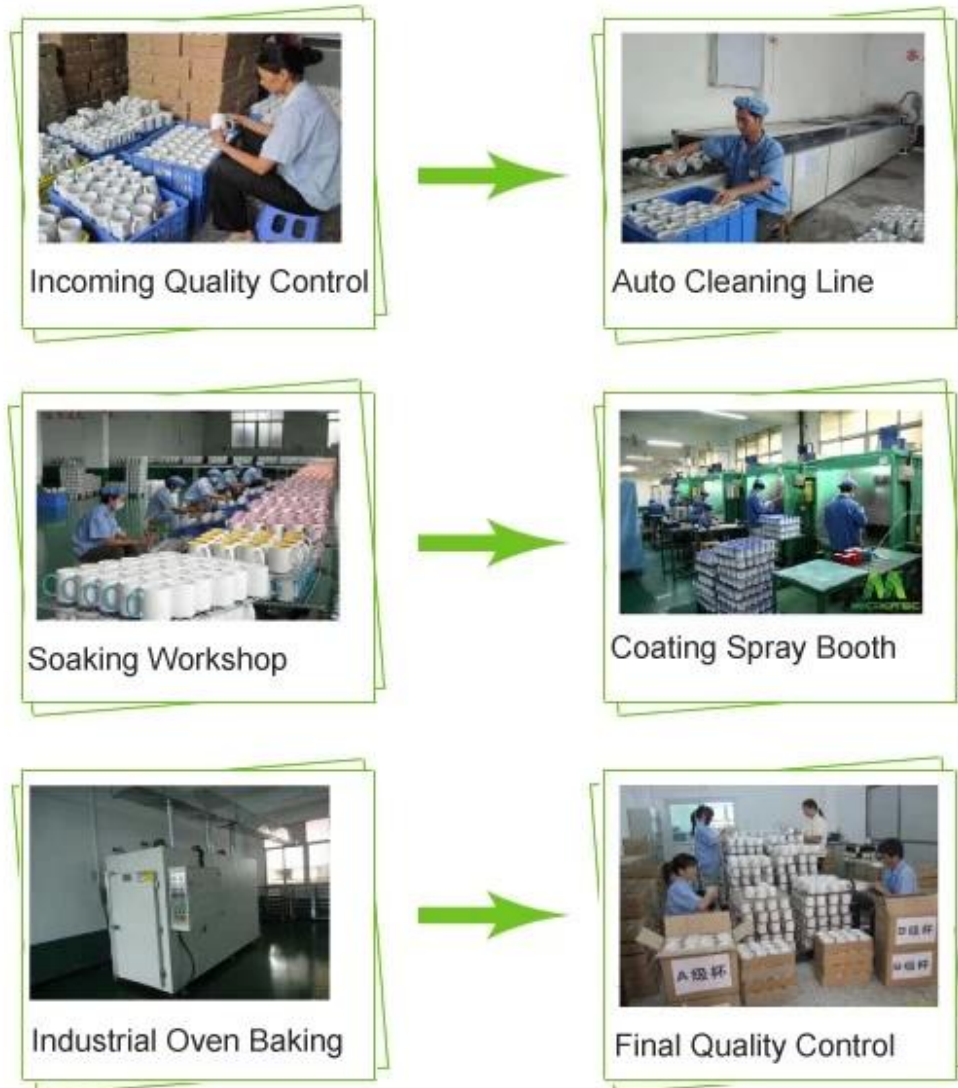 Incoming Quality Control
Auto Cleaning Line
Soaking Workshop
Coating Spray Booth
MICROTEC
Industrial Oven Baking
Final Quality Control
A级杯
B级杯